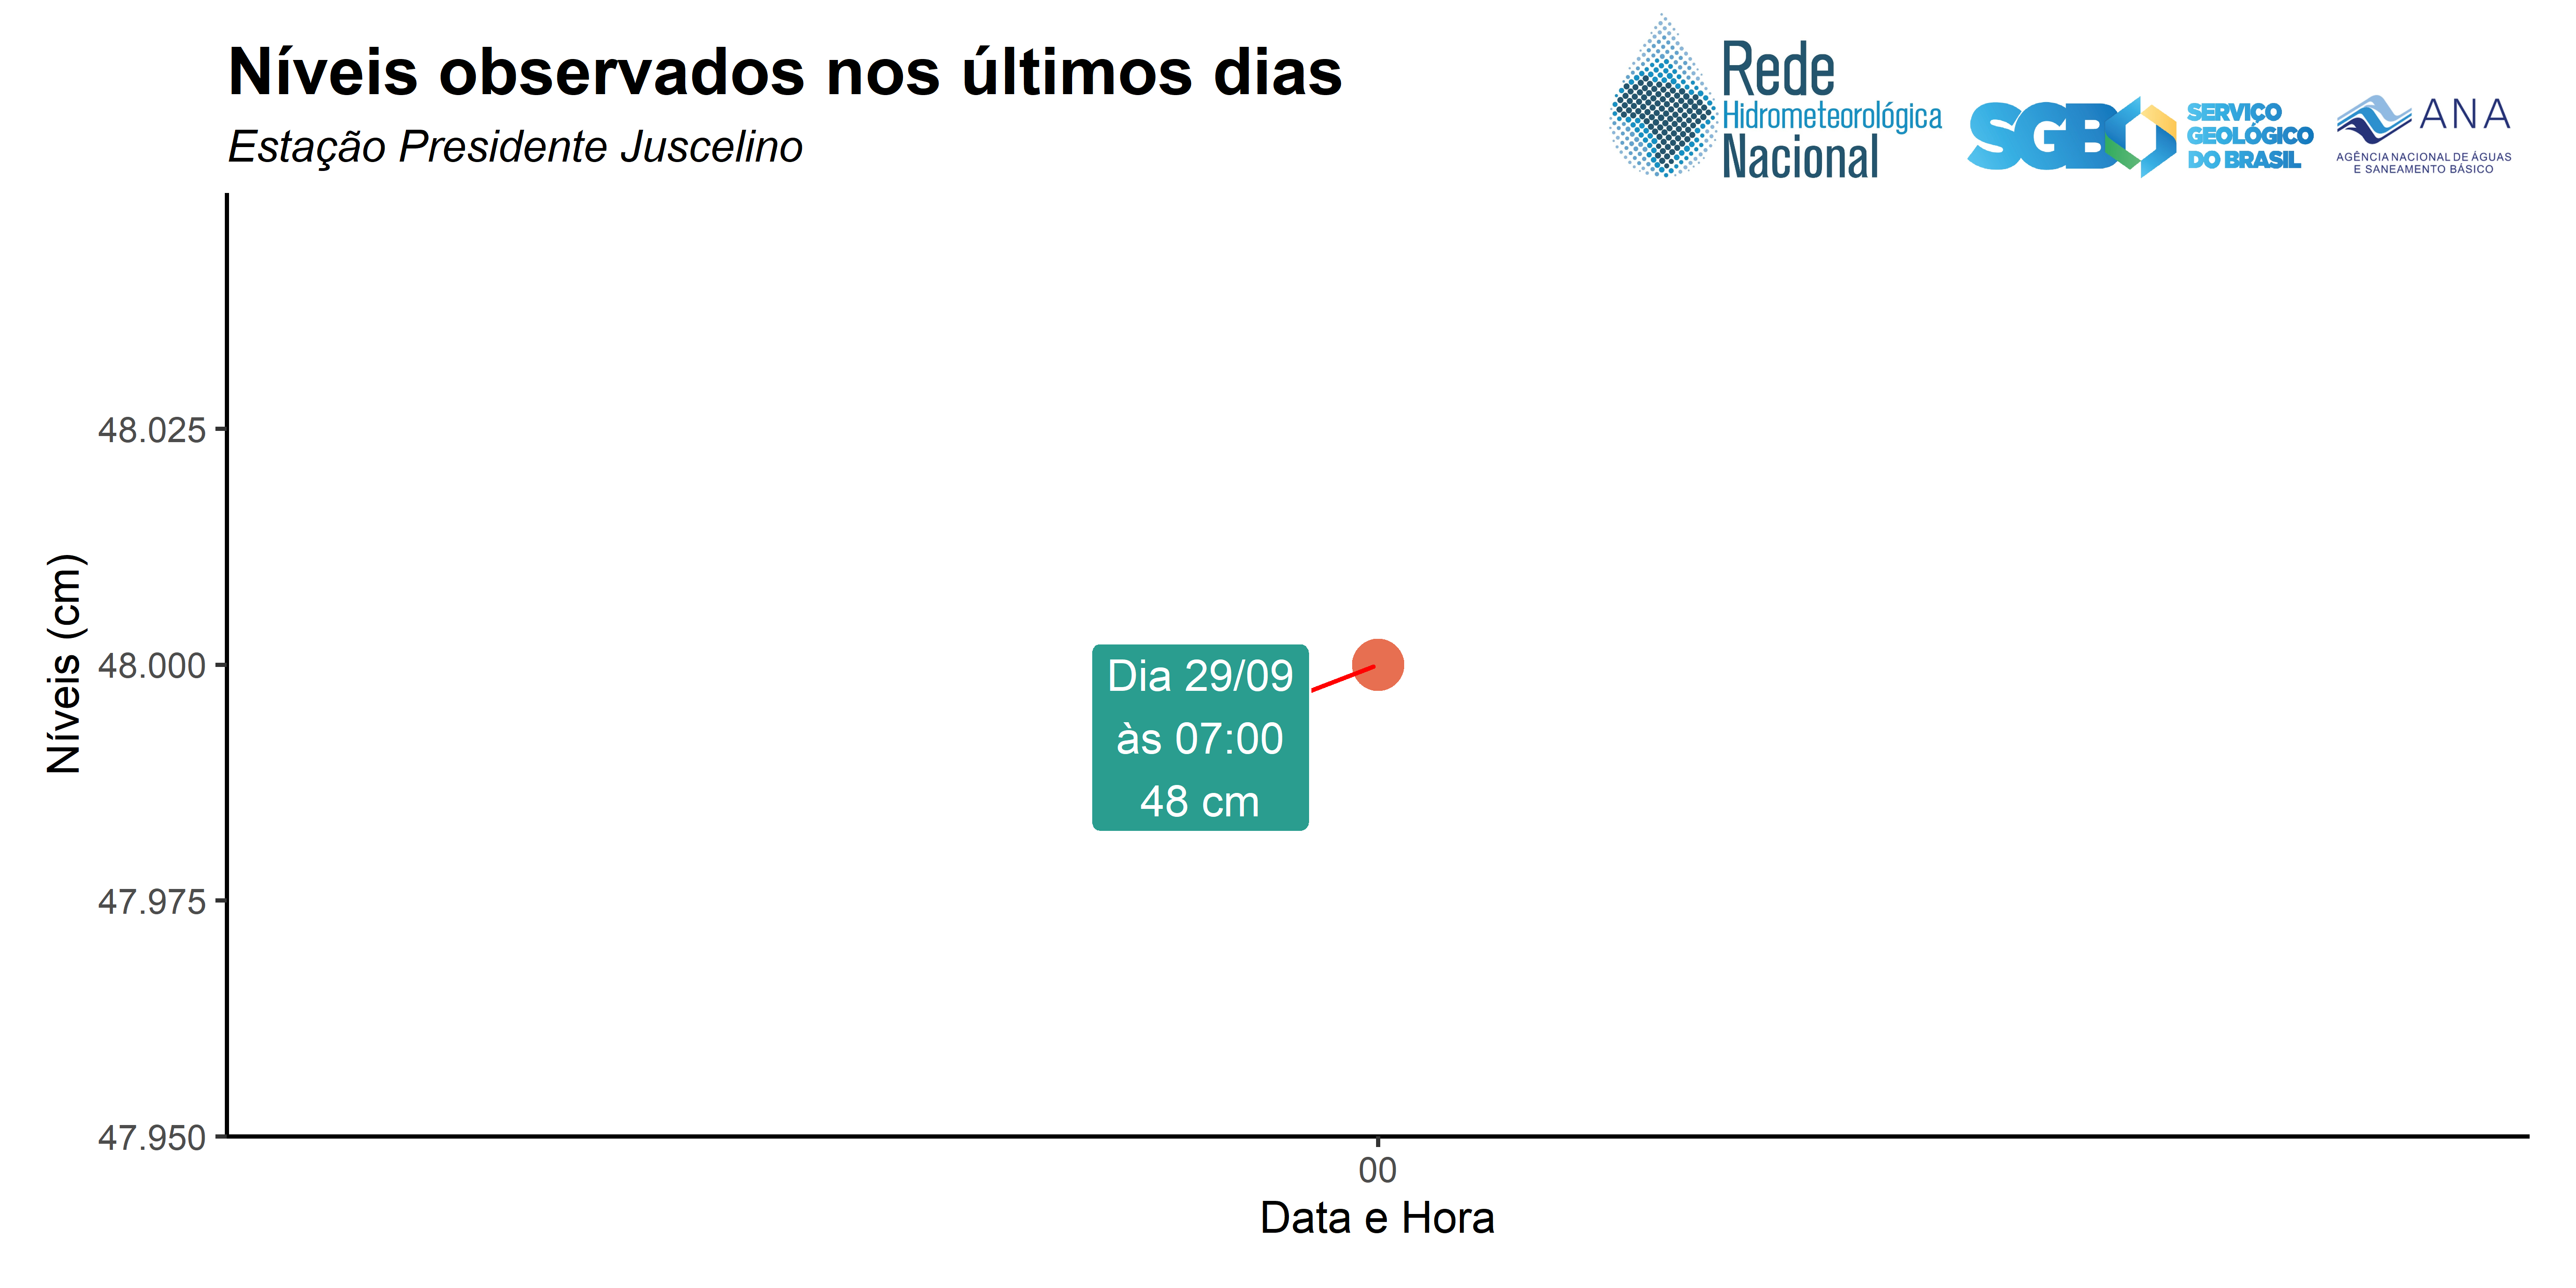 Níveis observados nos últimos dias
Estação Presidente Juscelino
Rede
Hidrometeorológica
Nacional
SGB
SERVIÇO
GEOLÓGICO
DO BRASIL
ANA
AGÊNCIA NACIONAL DE ÁGUAS
E SANEAMENTO BÁSICO
Níveis (cm)
48.025
48.000
47.975
47.950
Dia 29/09
às 07:00
48 cm
00
Data e Hora